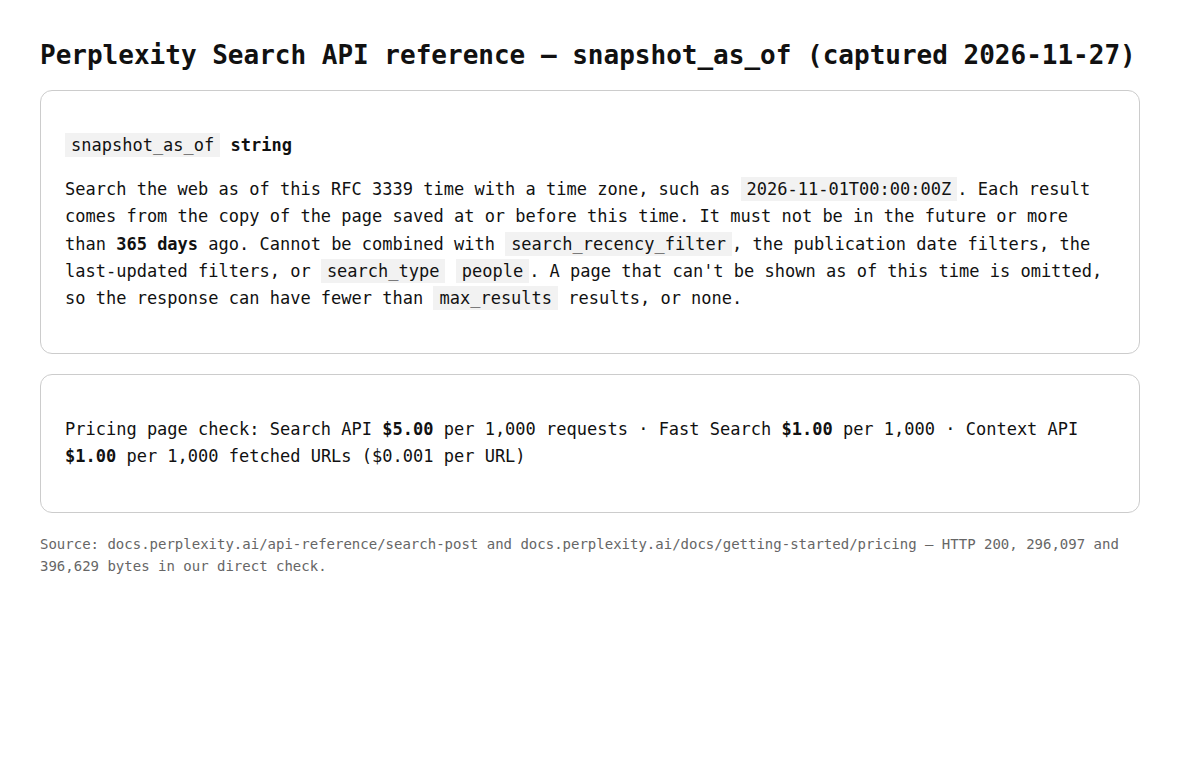 Perplexity Search API reference — snapshot_as_of (captured 2026-11-27)
snapshot_as_of string
Search the web as of this RFC 3339 time with a time zone, such as 2026-11-01T00:00:00Z. Each result
comes from the copy of the page saved at or before this time. It must not be in the future or more
than 365 days ago. Cannot be combined with search_recency_filter, the publication date filters, the
last-updated filters, or search_type people. A page that can't be shown as of this time is omitted,
so the response can have fewer than max_results results, or none.
Pricing page check: Search API $5.00 per 1,000 requests · Fast Search $1.00 per 1,000 · Context API
$1.00 per 1,000 fetched URLs ($0.001 per URL)
Source: docs.perplexity.ai/api-reference/search-post and docs.perplexity.ai/docs/getting-started/pricing — HTTP 200, 296,097 and
396,629 bytes in our direct check.